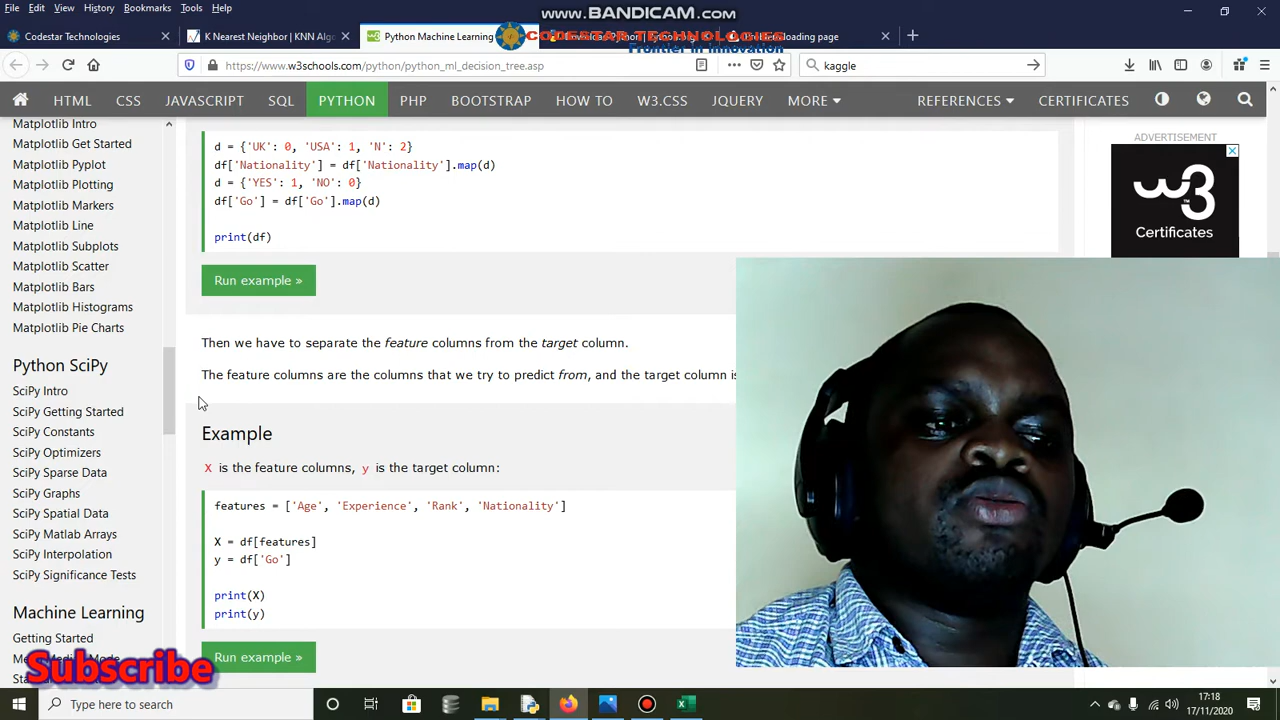 File Edit View History Bookmarks Tools Help
www.BANDICAM.com
Codestar Technologies
K Nearest Neighbor | KNN Algo
Python Machine Learning
page
CODESTAR TECHNOLOGIES
Frontier in Innovation
https://www.w3schools.com/python/python_ml_decision_tree.asp
kaggle
HTML CSS JAVASCRIPT SQL PYTHON PHP BOOTSTRAP HOW TO W3.CSS JQUERY MORE REFERENCES CERTIFICATES
Matplotlib Intro
Matplotlib Get Started
Matplotlib Pyplot
Matplotlib Plotting
Matplotlib Markers
Matplotlib Line
Matplotlib Subplots
Matplotlib Scatter
Matplotlib Bars
Matplotlib Histograms
Matplotlib Pie Charts
Python SciPy
SciPy Intro
SciPy Getting Started
SciPy Constants
SciPy Optimizers
SciPy Sparse Data
SciPy Graphs
SciPy Spatial Data
SciPy Matlab Arrays
SciPy Interpolation
SciPy Significance Tests
Machine Learning
Getting Started
d = {'UK': 0, 'USA': 1, 'N': 2}
df['Nationality'] = df['Nationality'].map(d)
d = {'YES': 1, 'NO': 0}
df['Go'] = df['Go'].map(d)
print(df)
Run example »
Then we have to separate the feature columns from the target column.
The feature columns are the columns that we try to predict from, and the target column is
Example
X is the feature columns, y is the target column:
features = ['Age', 'Experience', 'Rank', 'Nationality']
X = df[features]
y = df['Go']
print(X)
print(y)
Run example »
ADVERTISEMENT
w3
™
Certificates
Subscribe
Type here to search
17:18
17/11/2020